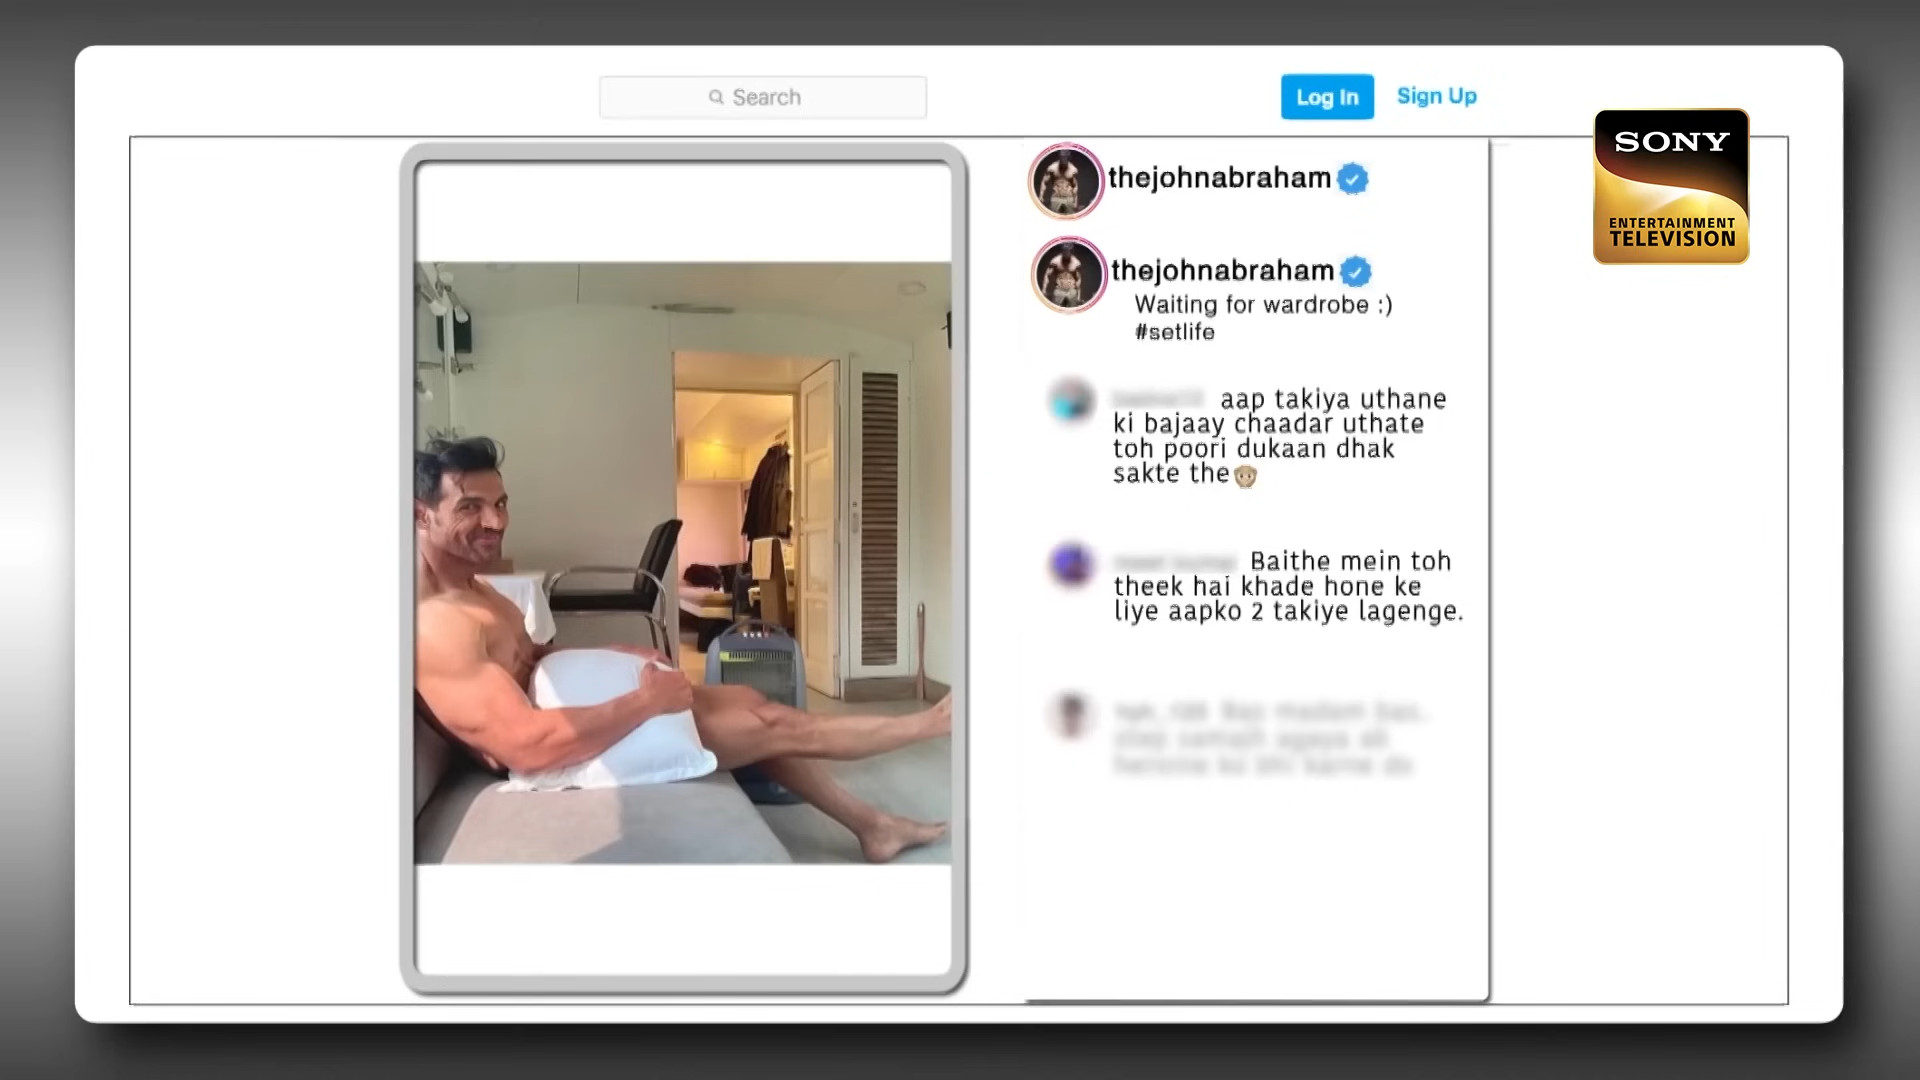 Search
Log In
Sign Up
SONY
ENTERTAINMENT
TELEVISION
thejohnabraham
thejohnabraham
Waiting for wardrobe :)
#setlife
aap takiya uthane
ki bajaay chaadar uthate
toh poori dukaan dhak
sakte the🙉
Baithe mein toh
theek hai khade hone ke
liye aapko 2 takiye lagenge.